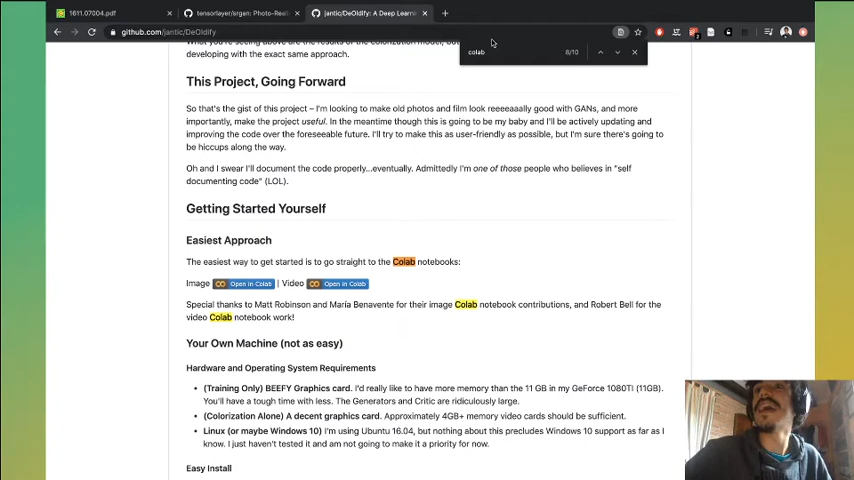 1611.07004.pdf
tensorlayer/srgan: Photo-Reali
jantic/DeOldify: A Deep Learni
github.com/jantic/DeOldify
colab
8/10
developing with the exact same approach.
This Project, Going Forward
So that's the gist of this project – I'm looking to make old photos and film look reeeeaaally good with GANs, and more
importantly, make the project useful. In the meantime though this is going to be my baby and I'll be actively updating and
improving the code over the foreseeable future. I'll try to make this as user-friendly as possible, but I'm sure there's going to
be hiccups along the way.
Oh and I swear I'll document the code properly...eventually. Admittedly I'm one of those people who believes in "self
documenting code" (LOL).
Getting Started Yourself
Easiest Approach
The easiest way to get started is to go straight to the Colab notebooks:
Image Open in Colab | Video Open in Colab
Special thanks to Matt Robinson and María Benavente for their image Colab notebook contributions, and Robert Bell for the
video Colab notebook work!
Your Own Machine (not as easy)
Hardware and Operating System Requirements
• (Training Only) BEEFY Graphics card. I'd really like to have more memory than the 11 GB in my GeForce 1080TI (11GB).
You'll have a tough time with less. The Generators and Critic are ridiculously large.
• (Colorization Alone) A decent graphics card. Approximately 4GB+ memory video cards should be sufficient.
• Linux (or maybe Windows 10) I'm using Ubuntu 16.04, but nothing about this precludes Windows 10 support as far as I
know. I just haven't tested it and am not going to make it a priority for now.
Easy Install